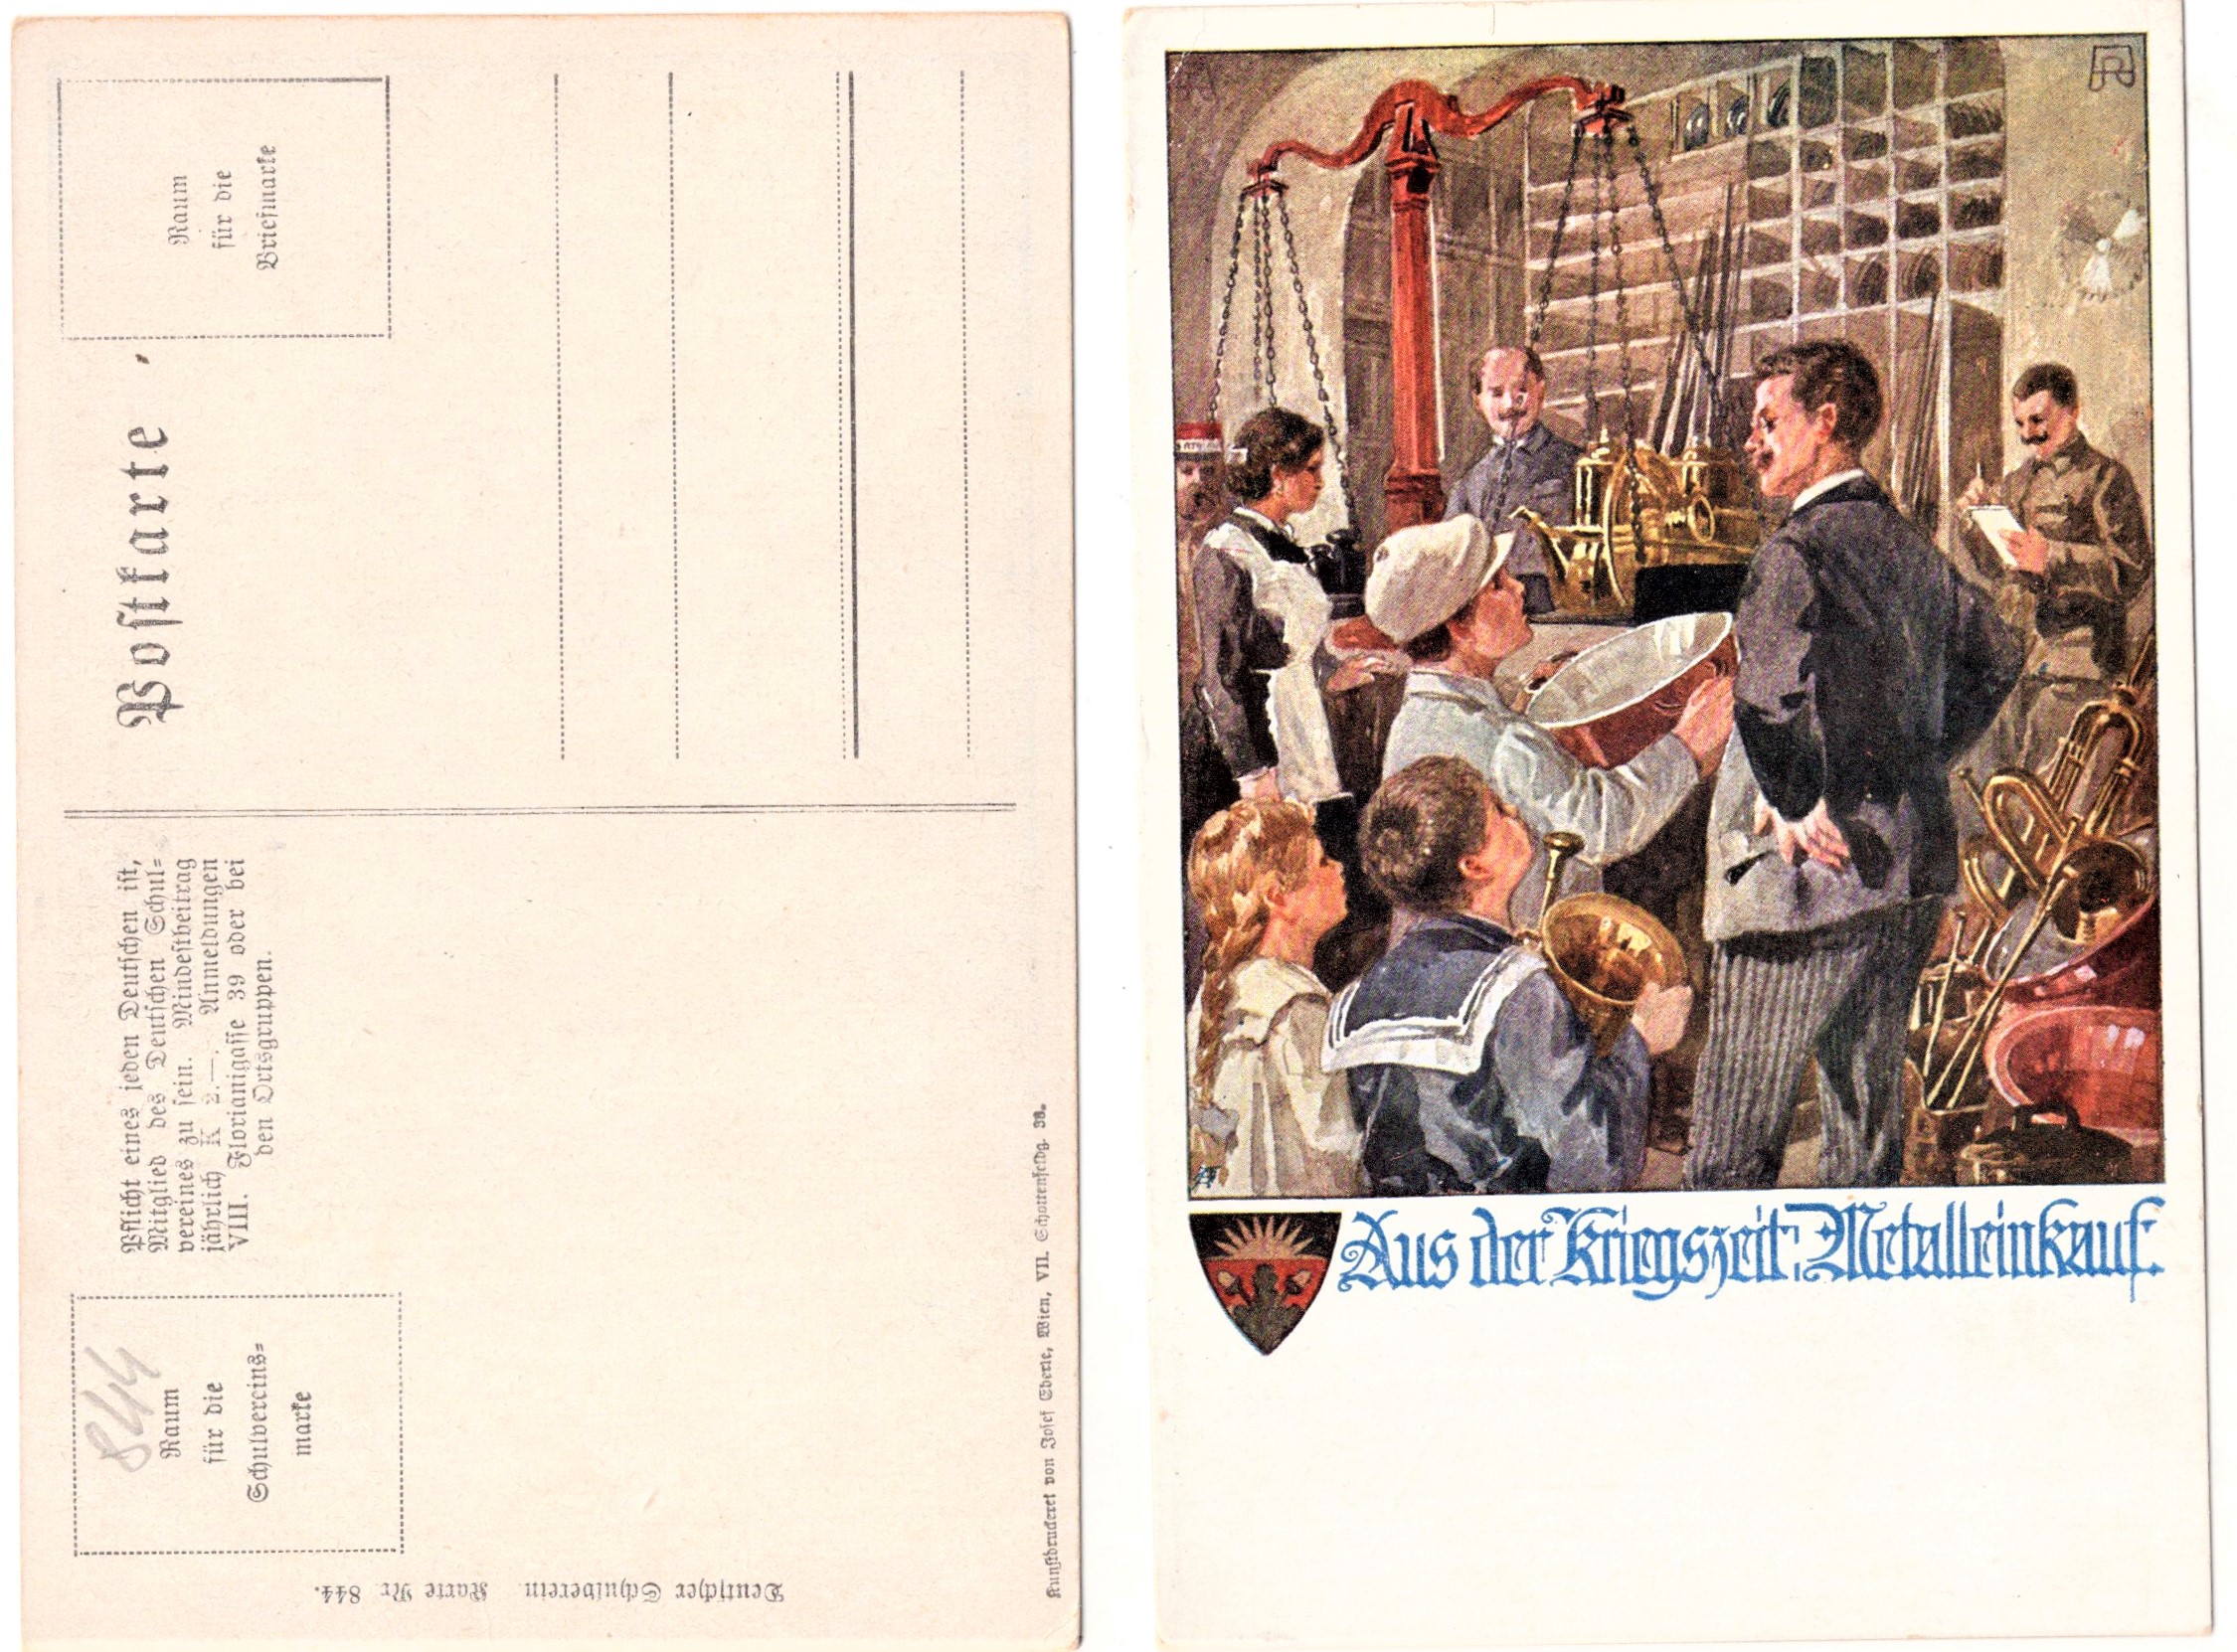 Postkarte
Raum
für die
Briefmarke
Pflicht eines jeden Deutschen ist,
Mitglied des Deutschen Schul-
vereines zu sein. Mindestbeitrag
jährlich K 2.—. Anmeldungen
VIII. Florianigasse 39 oder bei
den Ortsgruppen.
844
Raum
für die
Schulvereins-
marke
Deutscher Schulverein. Karte Nr. 844.
Kunstdruckerei von Josef Eberle, Wien, VII. Schottenfeldg. 38.
Aus der Kriegszeit: Metalleinkauf.